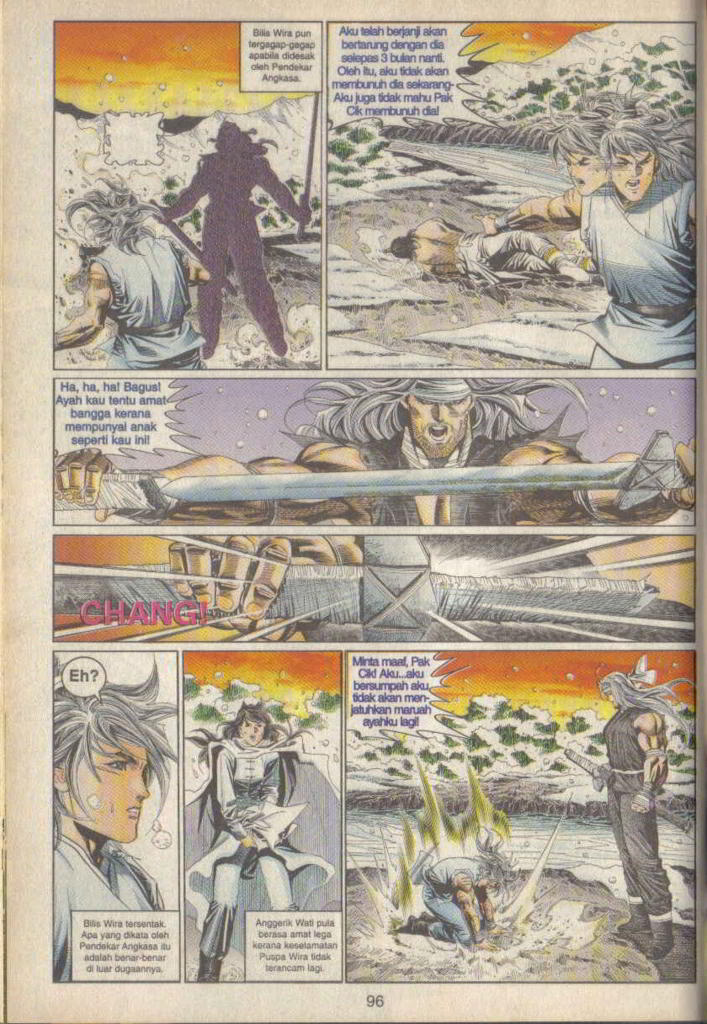 Bilis Wira pun
tergagap-gagap
apabila didesak
oleh Pendekar
Angkasa.
Aku telah berjanji akan
bertarung dengan dia
selepas 3 bulan nanti.
Oleh itu, aku tidak akan
membunuh dia sekarang.
Aku juga tidak mahu Pak
Cik membunuh dia!
Ha, ha, ha! Bagus!
Ayah kau tentu amat
bangga kerana
mempunyai anak
seperti kau ini!
CHANG!
Eh?
Bilis Wira tersentak.
Apa yang dikata oleh
Pendekar Angkasa itu
adalah benar-benar
di luar dugaannya.
Anggerik Wati pula
berasa amat lega
kerana keselamatan
Puspa Wira tidak
terancam lagi.
Minta maaf, Pak
Cik! Aku...aku
bersumpah aku
tidak akan men-
jatuhkan maruah
ayahku lagi!
96